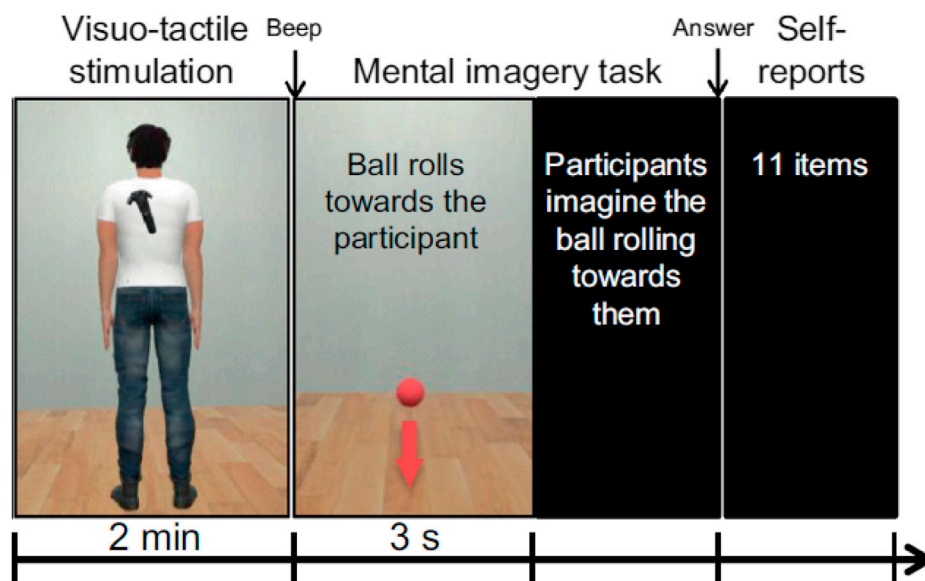 Visuo-tactile
stimulation
Beep
Mental imagery task
Answer
Self-
reports
Ball rolls
towards the
participant
Participants
imagine the
ball rolling
towards
them
11 items
2 min
3 s